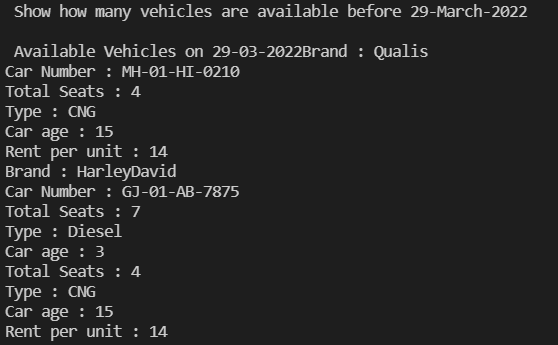 Show how many vehicles are available before 29-March-2022
Available Vehicles on 29-03-2022Brand : Qualis
Car Number : MH-01-HI-0210
Total Seats : 4
Type : CNG
Car age : 15
Rent per unit : 14
Brand : HarleyDavid
Car Number : GJ-01-AB-7875
Total Seats : 7
Type : Diesel
Car age : 3
Total Seats : 4
Type : CNG
Car age : 15
Rent per unit : 14